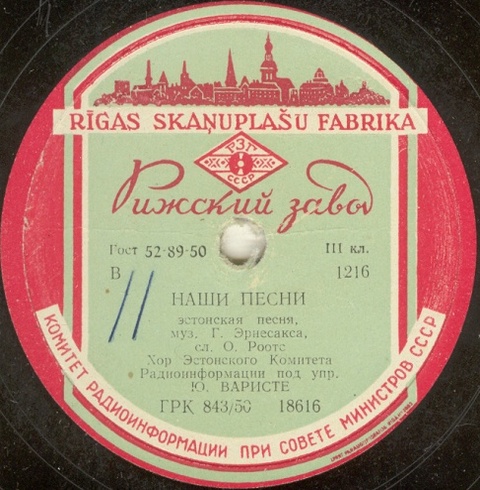 RĪGAS SKAŅUPLAŠU FABRIKA
РЗГП
СССР
Рижский завод
Гост 52-89-50 III кл.
В 1216
11
НАШИ ПЕСНИ
эстонская песня,
муз. Г. Эрнесакса,
сл. О. Роотс
Хор Эстонского Комитета
Радиоинформации под упр.
Ю. ВАРИСТЕ
ГРК 843/50 18616
КОМИТЕТ РАДИОИНФОРМАЦИИ ПРИ СОВЕТЕ МИНИСТРОВ СССР